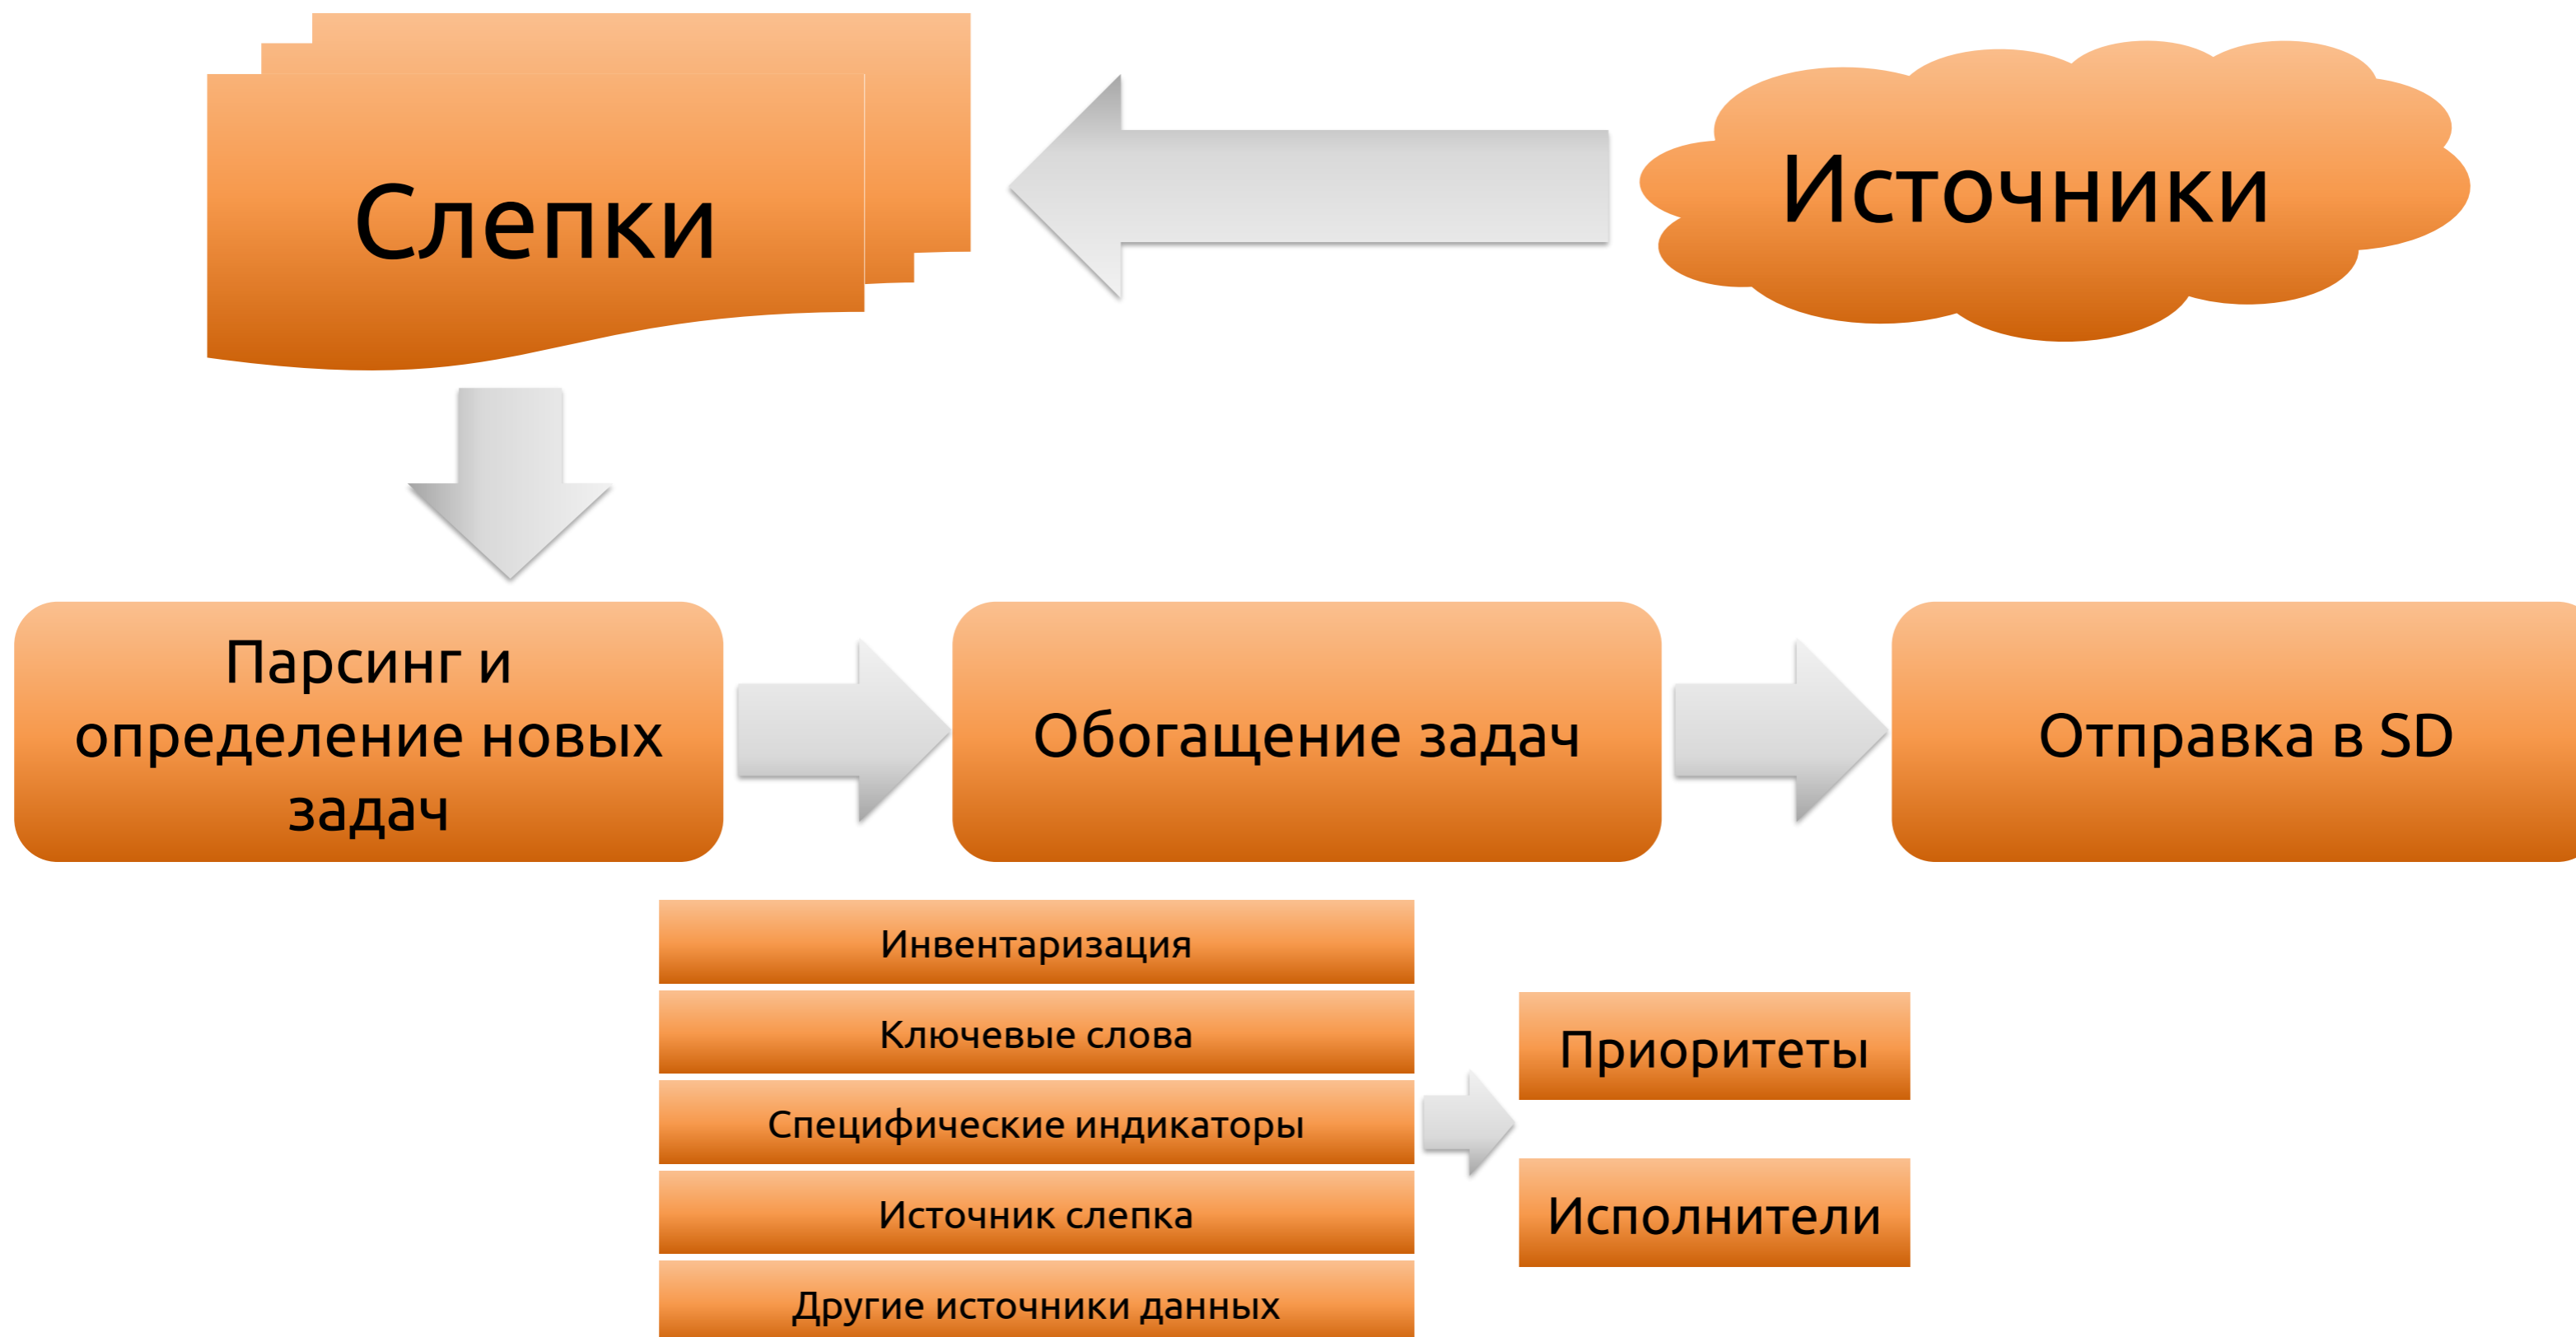 Слепки
Источники
Парсинг и
определение новых
задач
Обогащение задач
Отправка в SD
Инвентаризация
Ключевые слова
Специфические индикаторы
Источник слепка
Другие источники данных
Приоритеты
Исполнители